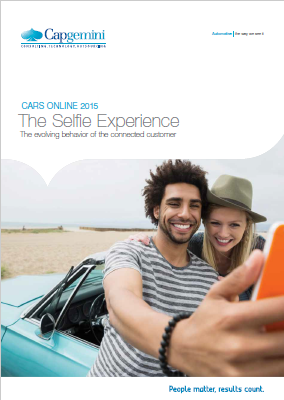 Capgemini
CONSULTING.TECHNOLOGY.OUTSOURCING
Automotive the way we see it
CARS ONLINE 2015
The Selfie Experience
The evolving behavior of the connected customer
People matter, results count.